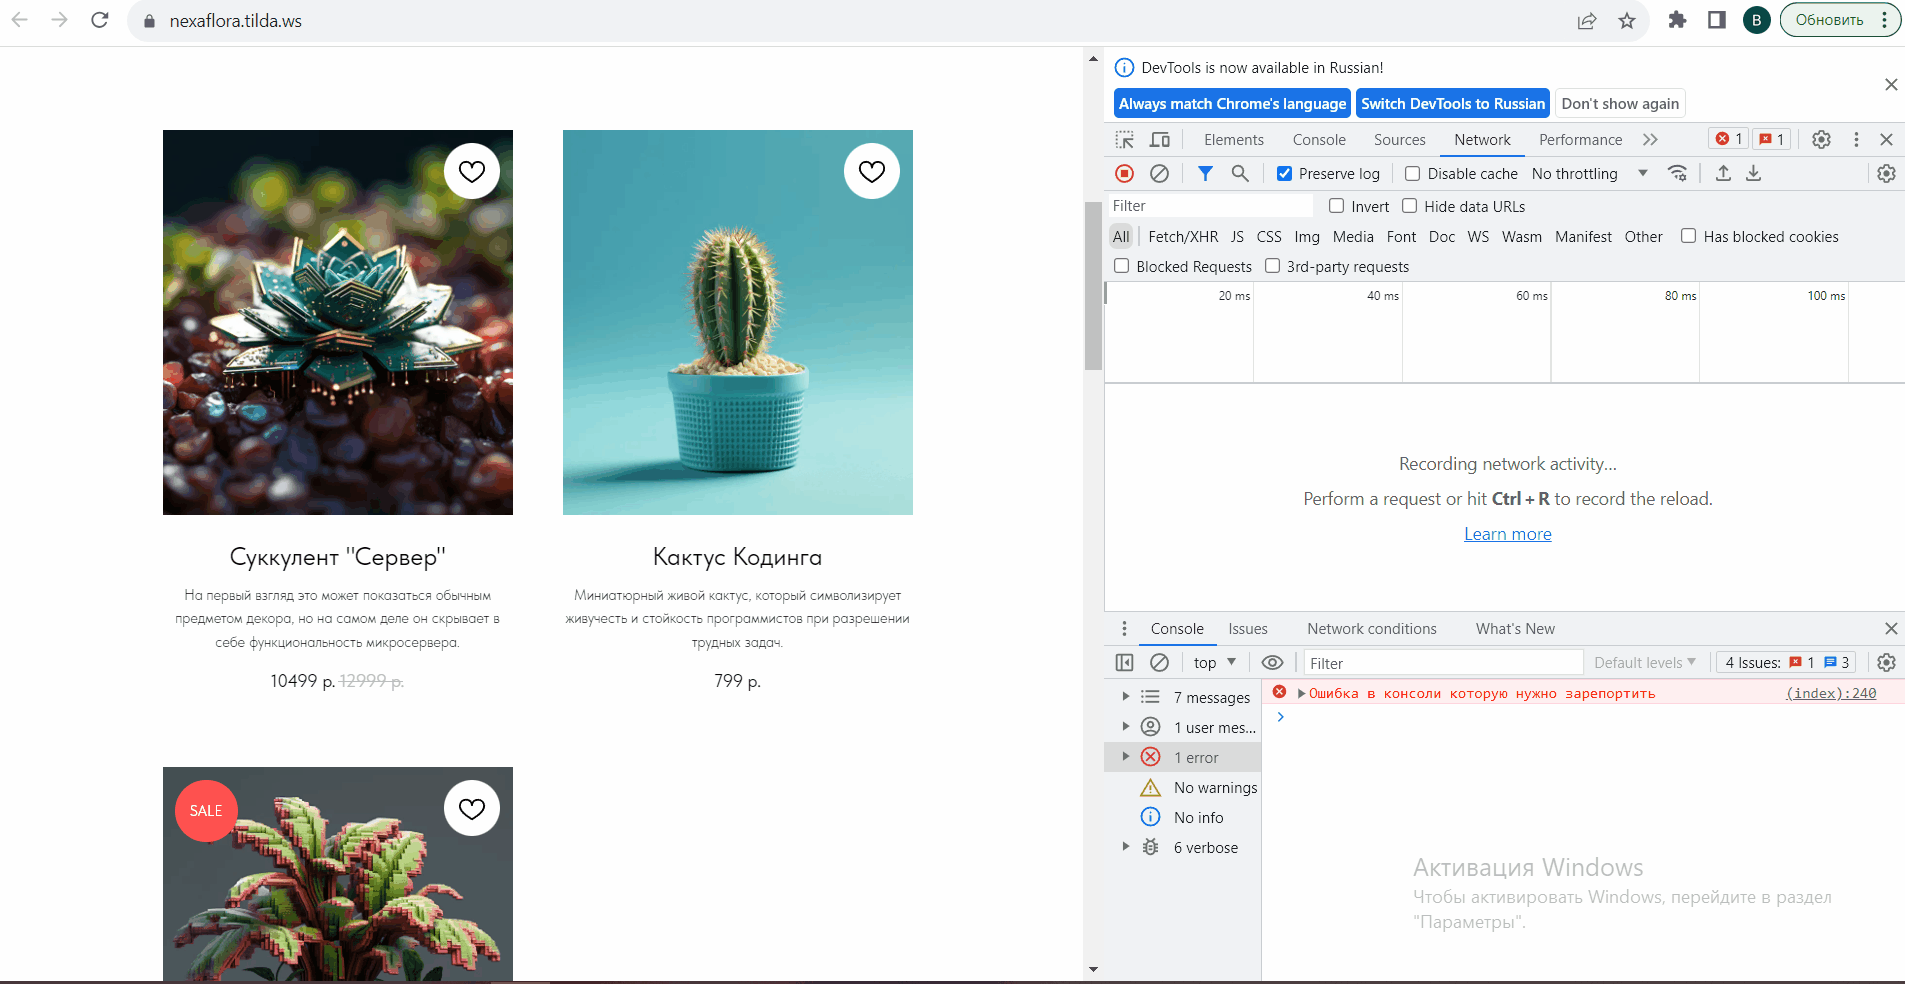 nexaflora.tilda.ws
B
Обновить
DevTools is now available in Russian!
Always match Chrome's language
Switch DevTools to Russian
Don't show again
Elements
Console
Sources
Network
Performance
1
1
Preserve log
Disable cache
No throttling
Filter
Invert
Hide data URLs
All
Fetch/XHR
JS
CSS
Img
Media
Font
Doc
WS
Wasm
Manifest
Other
Has blocked cookies
Blocked Requests
3rd-party requests
20 ms
40 ms
60 ms
80 ms
100 ms
Recording network activity…
Perform a request or hit Ctrl + R to record the reload.
Learn more
Суккулент "Сервер"
На первый взгляд это может показаться обычным
предметом декора, но на самом деле он скрывает в
себе функциональность микросервера.
10499 р. 12999 р.
Кактус Кодинга
Миниатюрный живой кактус, который символизирует
живучесть и стойкость программистов при разрешении
трудных задач.
799 р.
SALE
Console
Issues
Network conditions
What's New
top
Filter
Default levels
4 Issues:
1
3
7 messages
1 user mes…
1 error
No warnings
No info
6 verbose
Ошибка в консоли которую нужно зарепортить
(index):240
Активация Windows
Чтобы активировать Windows, перейдите в раздел
"Параметры".